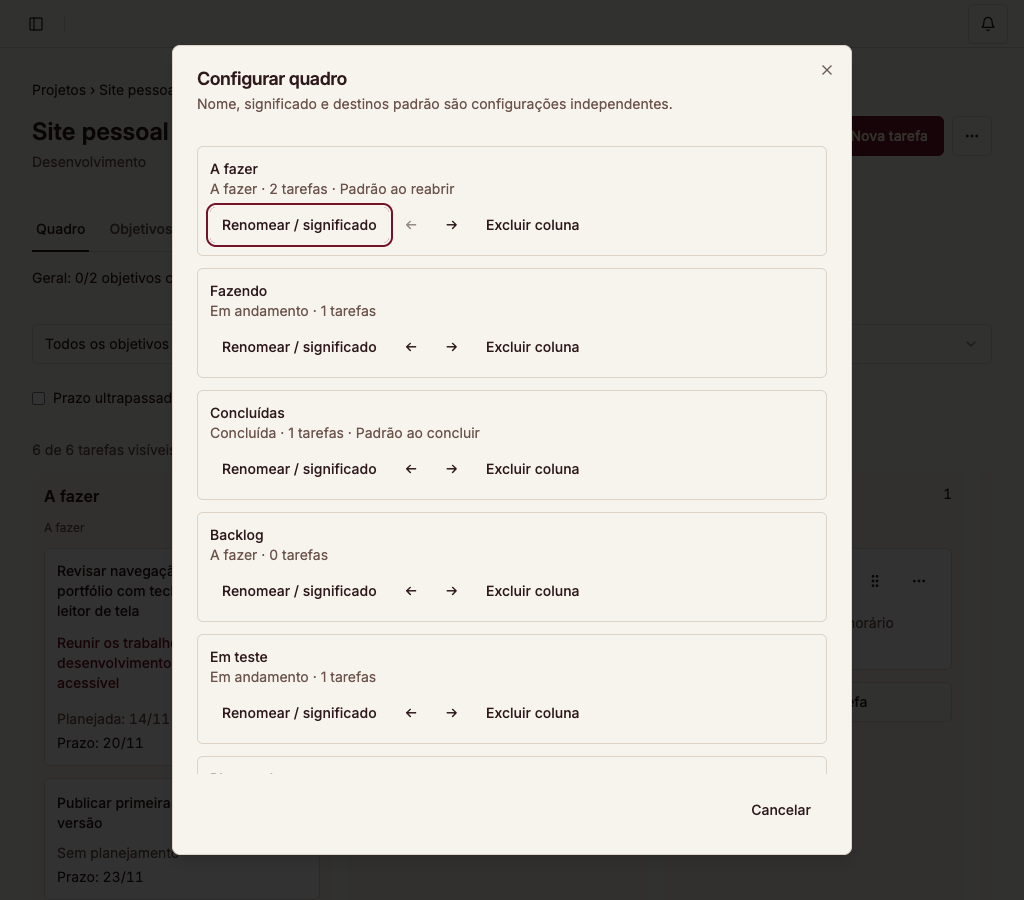 Projetos › Site pessoa
Site pessoal
Desenvolvimento
Nova tarefa
Quadro Objetivos
Geral: 0/2 objetivos
Todos os objetivos
Prazo ultrapassad
6 de 6 tarefas visíveis
A fazer
A fazer
Revisar navegaçã
portfólio com tec
leitor de tela
Reunir os trabalh
desenvolvimento
acessível
Planejada: 14/11
Prazo: 20/11
Publicar primeira
versão
Sem planejamento
Prazo: 23/11
1
Configurar quadro
Nome, significado e destinos padrão são configurações independentes.
A fazer
A fazer · 2 tarefas · Padrão ao reabrir
Renomear / significado ← → Excluir coluna
Fazendo
Em andamento · 1 tarefas
Renomear / significado ← → Excluir coluna
Concluídas
Concluída · 1 tarefas · Padrão ao concluir
Renomear / significado ← → Excluir coluna
Backlog
A fazer · 0 tarefas
Renomear / significado ← → Excluir coluna
Em teste
Em andamento · 1 tarefas
Renomear / significado ← → Excluir coluna
Cancelar